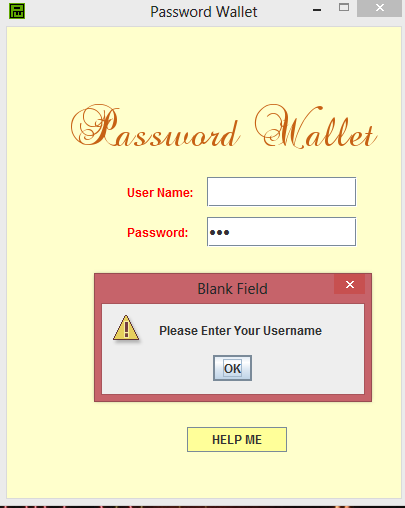 Password Wallet
Password Wallet
User Name:
Password:
Blank Field
Please Enter Your Username
OK
HELP ME